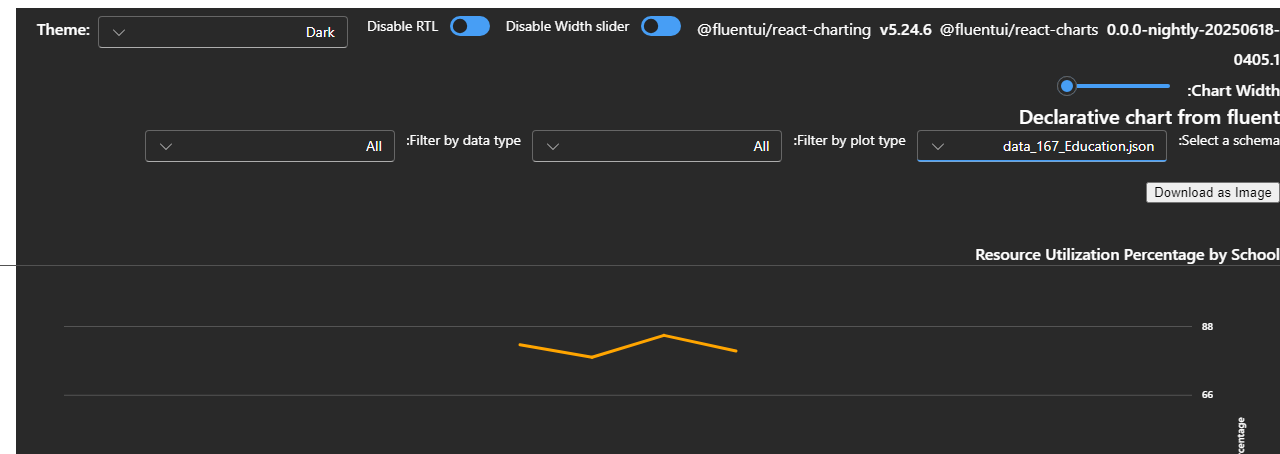 Theme: Dark Disable RTL Disable Width slider @fluentui/react-charting v5.24.6 @fluentui/react-charts 0.0.0-nightly-20250618-
0405.1
:Chart Width
Declarative chart from fluent
All :Filter by data type All :Filter by plot type data_167_Education.json :Select a schema
Download as Image
Resource Utilization Percentage by School
88
66